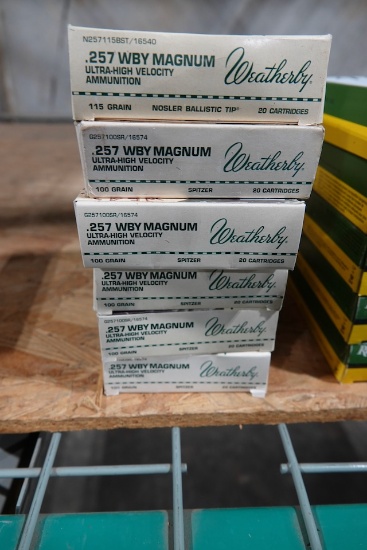 N257115BST/16540
.257 WBY MAGNUM
ULTRA-HIGH VELOCITY
AMMUNITION
Weatherby
115 GRAIN NOSLER BALLISTIC TIP 20 CARTRIDGES
G257100SR/16574
.257 WBY MAGNUM
ULTRA-HIGH VELOCITY
AMMUNITION
Weatherby
100 GRAIN SPITZER 20 CARTRIDGES
G257100SR/16574
.257 WBY MAGNUM
ULTRA-HIGH VELOCITY
AMMUNITION
Weatherby
100 GRAIN SPITZER 20 CARTRIDGES
.257 WBY MAGNUM
ULTRA-HIGH VELOCITY
AMMUNITION
Weatherby
100 GRAIN SPITZER 20 CARTRIDGES
G257100SR/16574
.257 WBY MAGNUM
ULTRA-HIGH VELOCITY
AMMUNITION
Weatherby
100 GRAIN SPITZER 20 CARTRIDGES
.257 WBY MAGNUM
ULTRA-HIGH VELOCITY
AMMUNITION
Weatherby
100 GRAIN SPITZER 20 CARTRIDGES